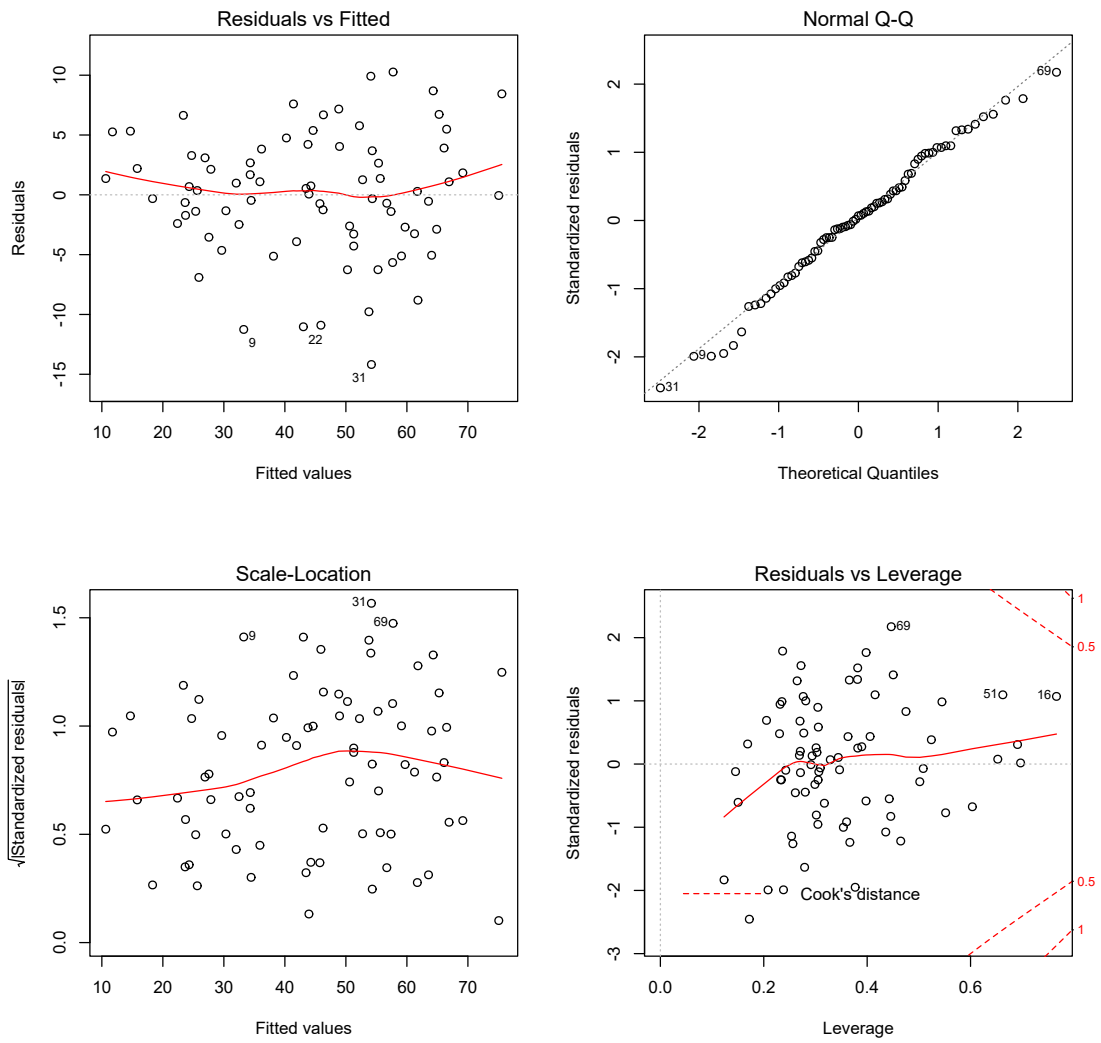 Residuals vs Fitted
10
5
0
-5
-10
-15
Residuals
9
22
31
10 20 30 40 50 60 70
Fitted values
Normal Q-Q
2
1
0
-1
-2
Standardized residuals
69
9
31
-2 -1 0 1 2
Theoretical Quantiles
Scale-Location
1.5
1.0
0.5
0.0
√|Standardized residuals|
31
69
9
10 20 30 40 50 60 70
Fitted values
Residuals vs Leverage
2
1
0
-1
-2
-3
Standardized residuals
69
51
16
1
0.5
0.5
1
Cook's distance
0.0 0.2 0.4 0.6
Leverage